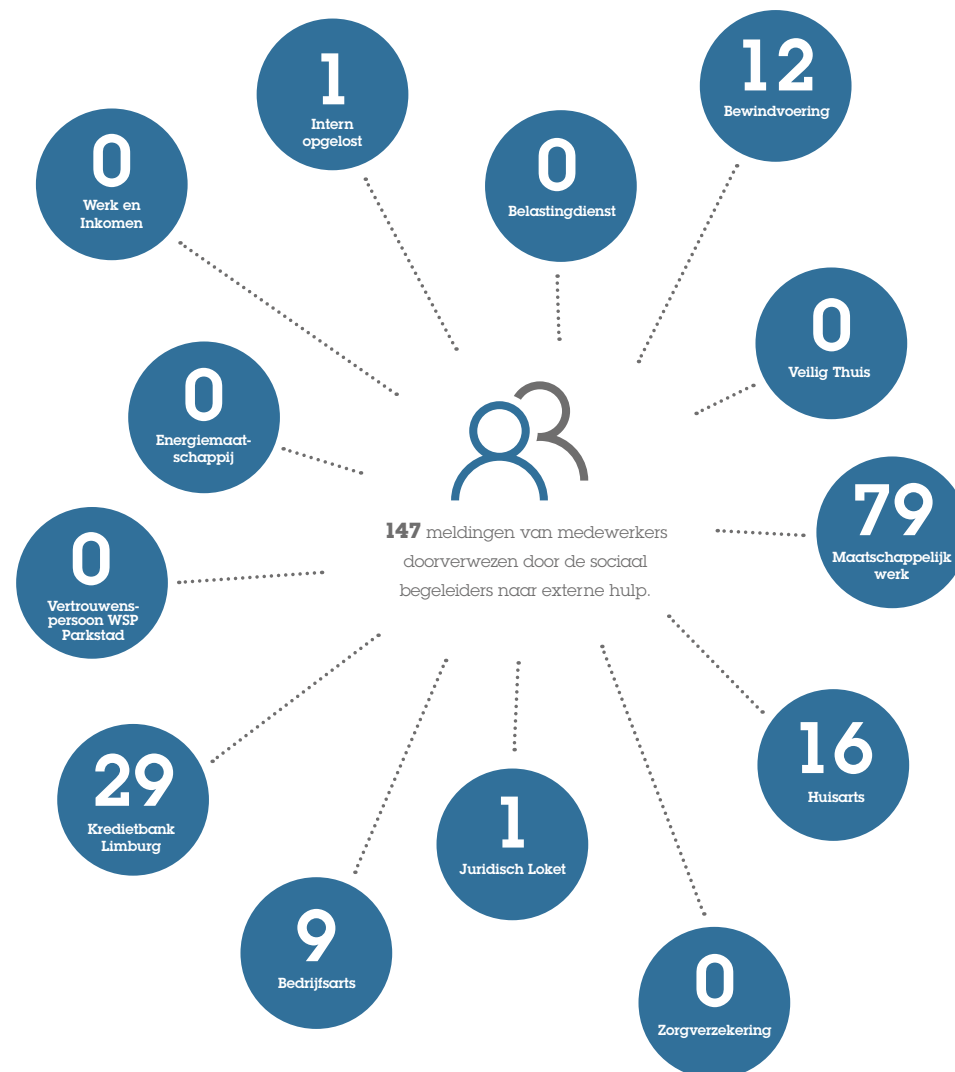 12
Bewindvoering
1
Intern
opgelost
0
Werk en
Inkomen
0
Belastingdienst
0
Veilig Thuis
0
Energiemaat-
schappij
79
Maatschappelijk
werk
147 meldingen van medewerkers
doorverwezen door de sociaal
begeleiders naar externe hulp.
0
Vertrouwens-
persoon WSP
Parkstad
16
Huisarts
29
Kredietbank
Limburg
1
Juridisch Loket
9
Bedrijfsarts
0
Zorgverzekering